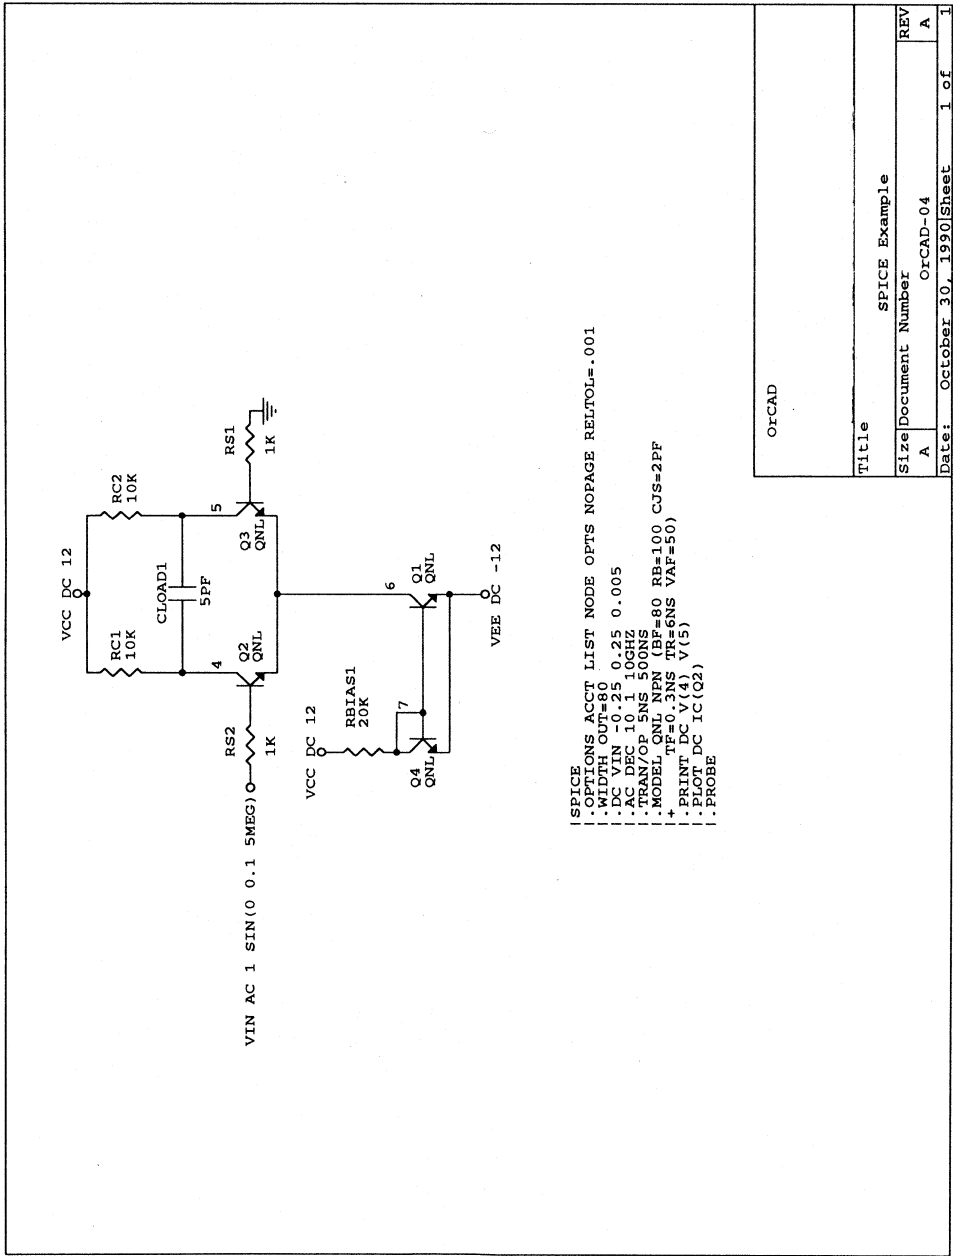 VCC DC 12
RC1
10K
RC2
10K
CLOAD1
5PF
4
5
RS2
1K
Q2
QNL
Q3
QNL
RS1
1K
VIN AC 1 SIN(0 0.1 5MEG)
VCC DC 12
RBIAS1
20K
7
6
Q4
QNL
Q1
QNL
VEE DC -12
|SPICE
|.OPTIONS ACCT LIST NODE OPTS NOPAGE RELTOL=.001
|.WIDTH OUT=80
|.DC VIN -0.25 0.25 0.005
|.AC DEC 10 1 10GHZ
|.TRAN/OP 5NS 500NS
|.MODEL QNL NPN (BF=80 RB=100 CJS=2PF
|+ TF=0.3NS TR=6NS VAF=50)
|.PRINT DC V(4) V(5)
|.PLOT DC IC(Q2)
|.PROBE
OrCAD
Title
SPICE Example
Size Document Number REV
A OrCAD-04 A
Date: October 30, 1990 Sheet 1 of 1